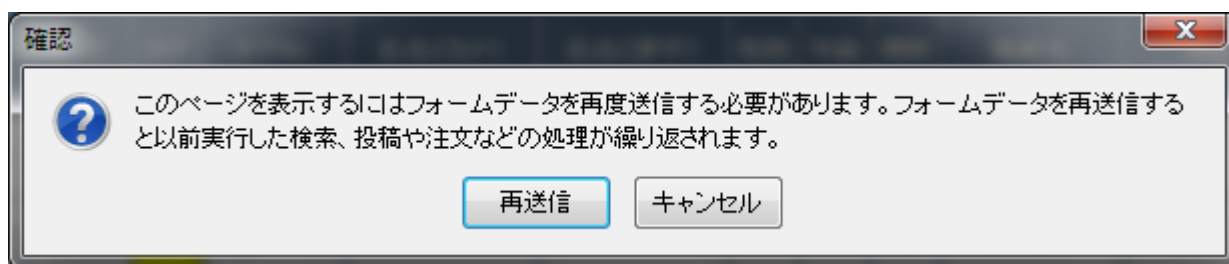 確認
このページを表示するにはフォームデータを再度送信する必要があります。フォームデータを再送信する
と以前実行した検索、投稿や注文などの処理が繰り返されます。
再送信 キャンセル